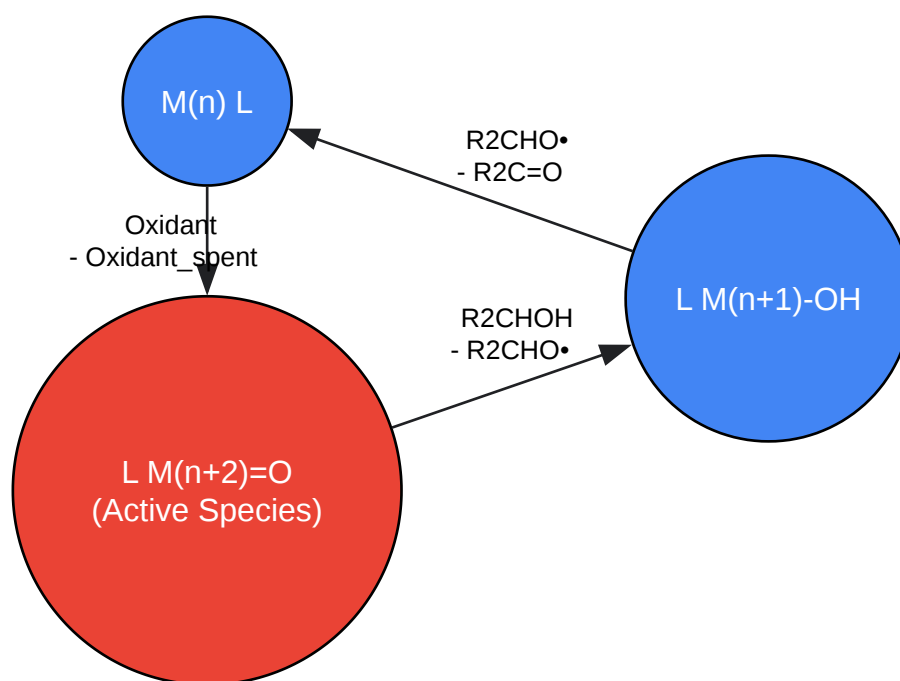 M(n) L
R2CHO•
- R2C=O
Oxidant
- Oxidant_spent
L M(n+1)-OH
R2CHOH
- R2CHO•
L M(n+2)=O
(Active Species)